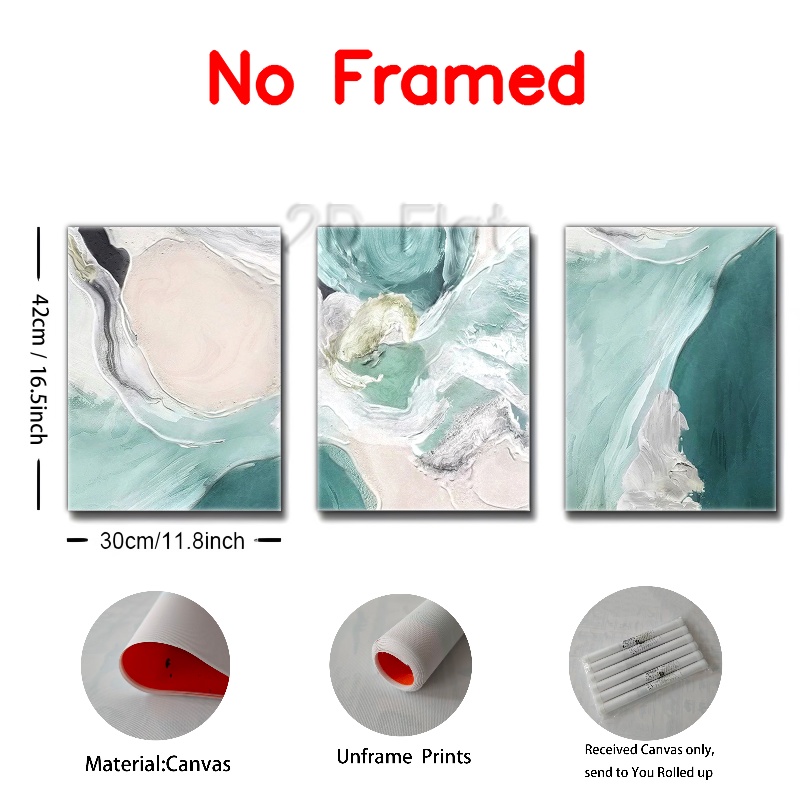 No Framed
2D Flat
42cm / 16.5inch
30cm/11.8inch
Material:Canvas
Unframe Prints
Received Canvas only,
send to You Rolled up